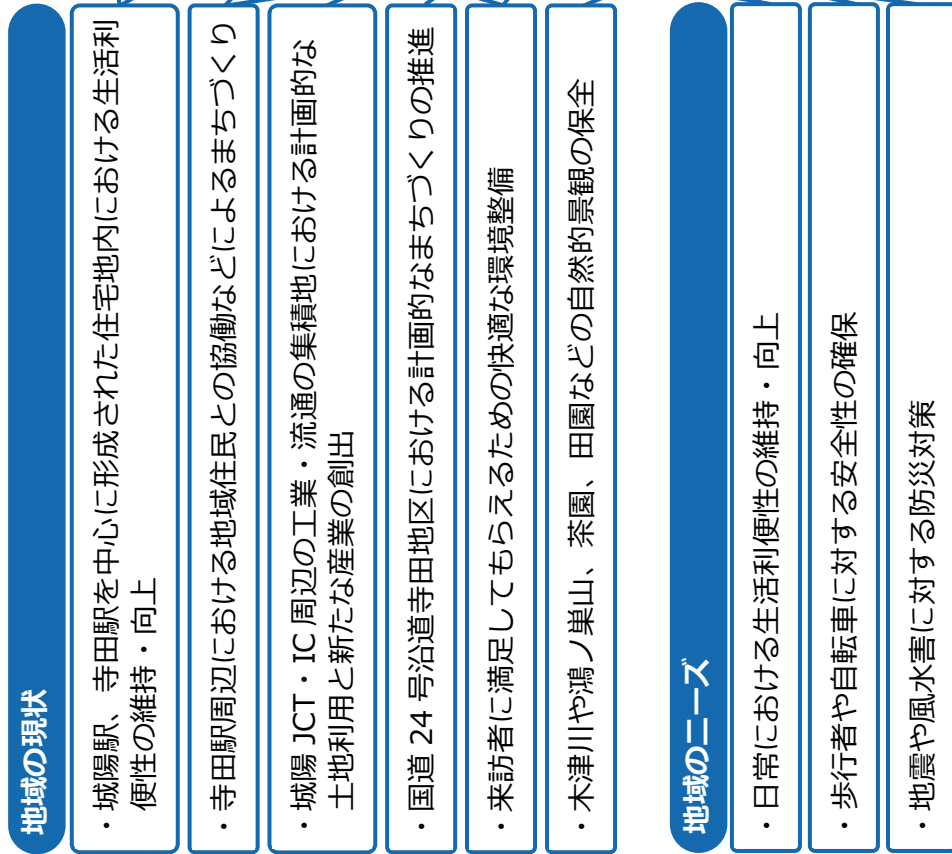 地域の現状
・城陽駅、寺田駅を中心に形成された住宅地内における生活利
便性の維持・向上
・寺田駅周辺における地域住民との協働などによるまちづくり
・城陽 JCT・IC 周辺の工業・流通の集積地における計画的な
土地利用と新たな産業の創出
・国道 24 号沿道寺田地区における計画的なまちづくりの推進
・来訪者に満足してもらえるための快適な環境整備
・木津川や鴻ノ巣山、茶園、田園などの自然的景観の保全
地域のニーズ
・日常における生活利便性の維持・向上
・歩行者や自転車に対する安全性の確保
・地震や風水害に対する防災対策